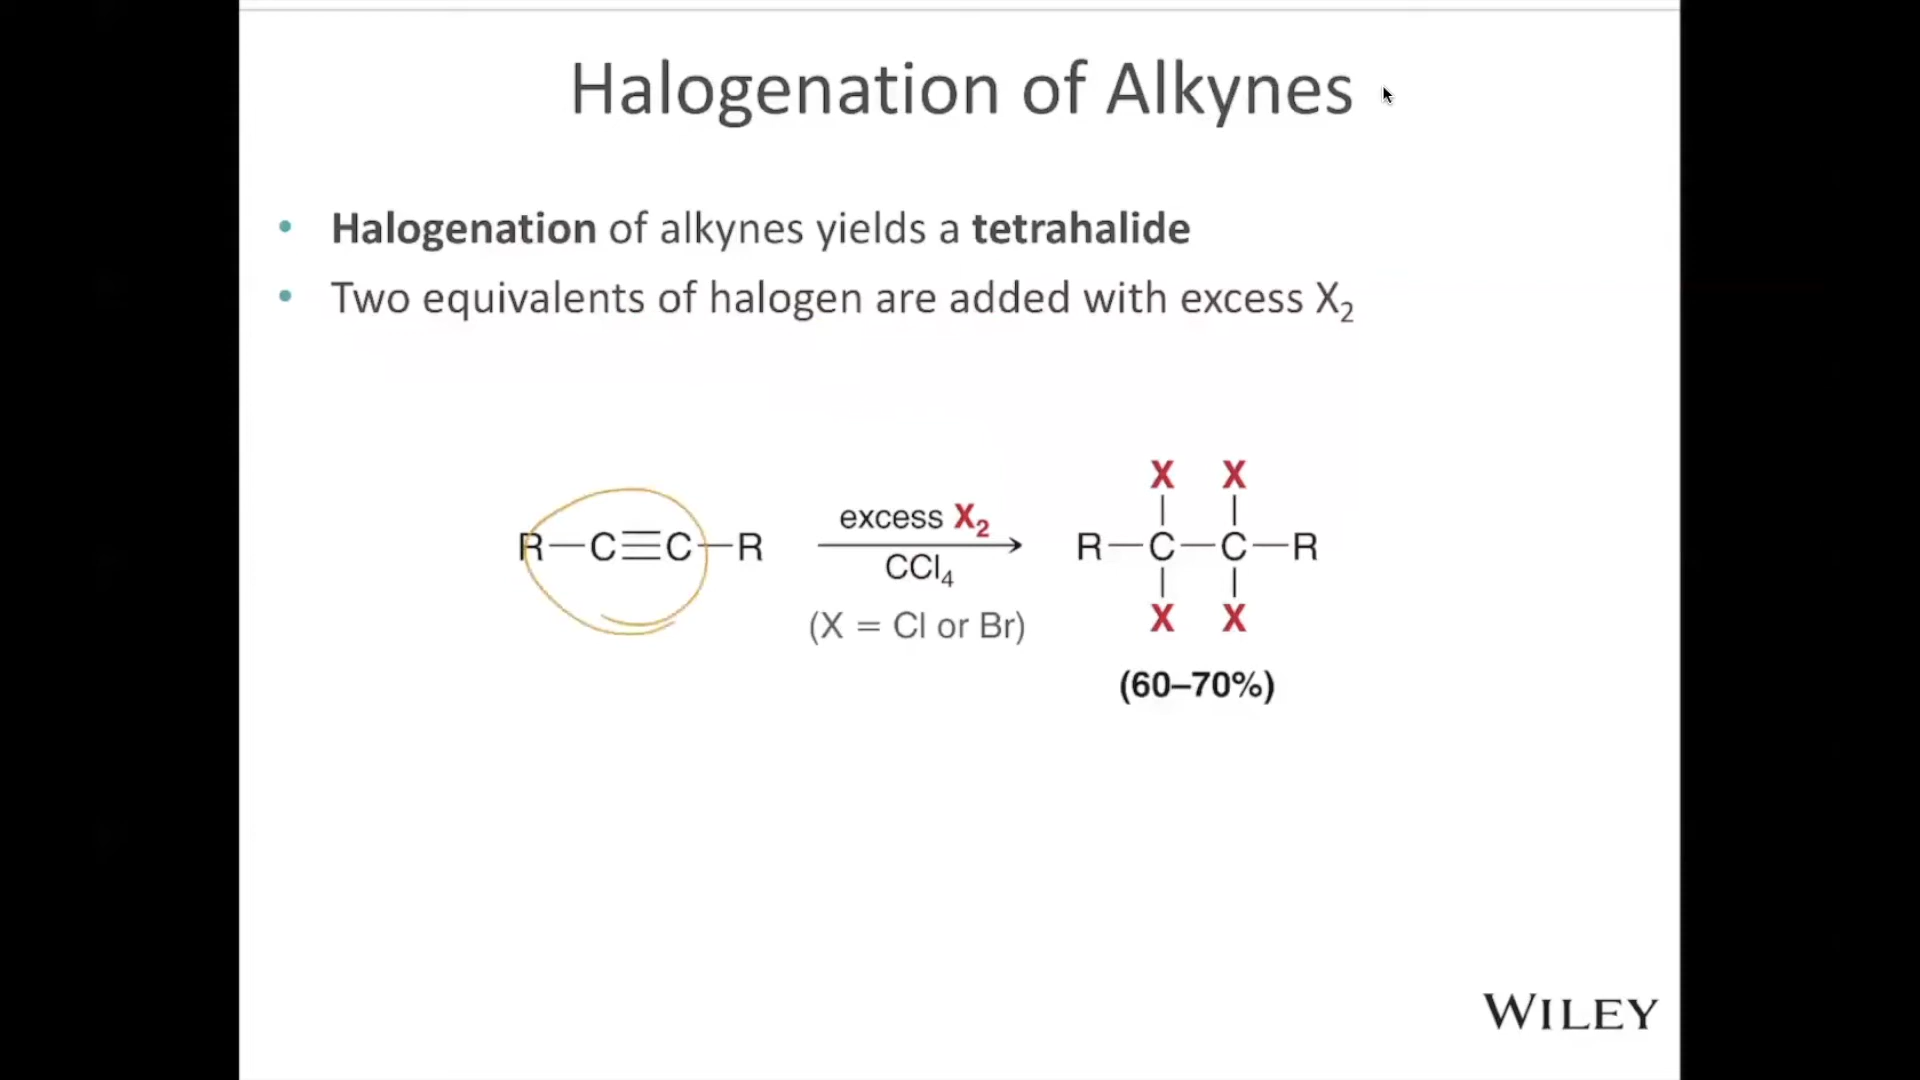 Halogenation of Alkynes
• Halogenation of alkynes yields a tetrahalide
• Two equivalents of halogen are added with excess X₂
X X
R—C≡C—R excess X₂ R—C—C—R
CCl₄
(X = Cl or Br) X X
(60–70%)
WILEY